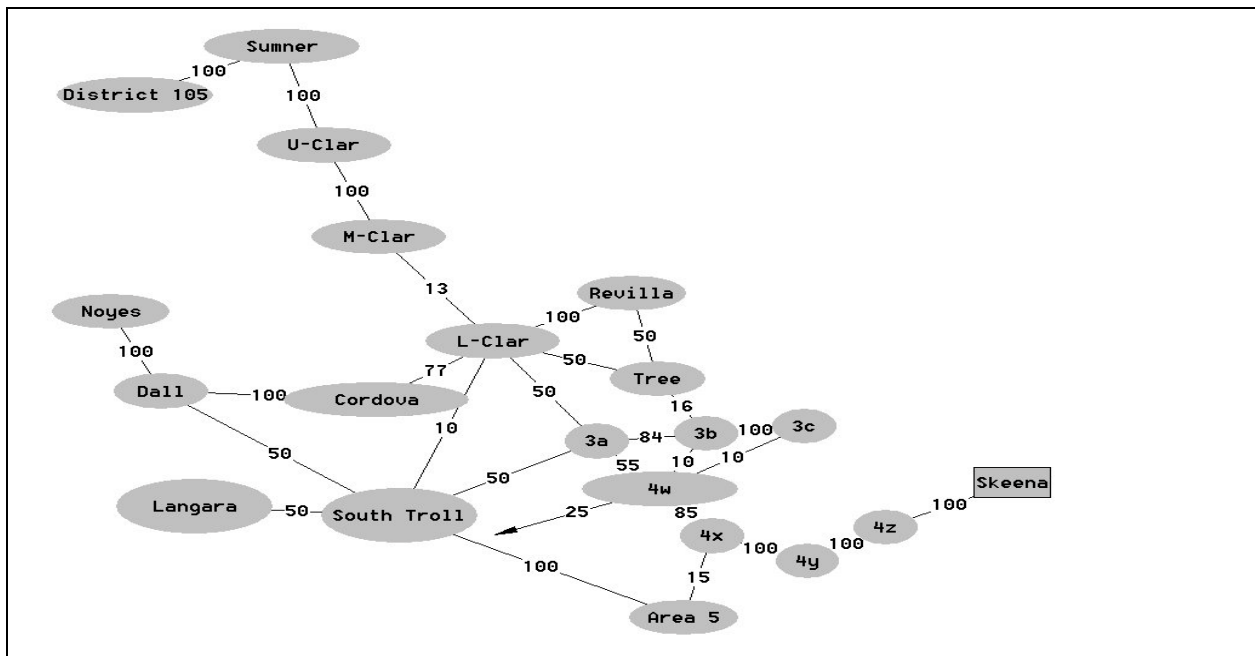 Sumner
100
District 105
100
U-Clar
100
M-Clar
13
Revilla
Noyes
100
L-Clar
50
100
50
77
Tree
Dall
100
Cordova
16
10
50
3a
84
3b
100
3c
50
55
10
10
50
4w
Skeena
Langara
50
South Troll
25
85
100
4z
4x
100
100
4y
100
15
Area 5